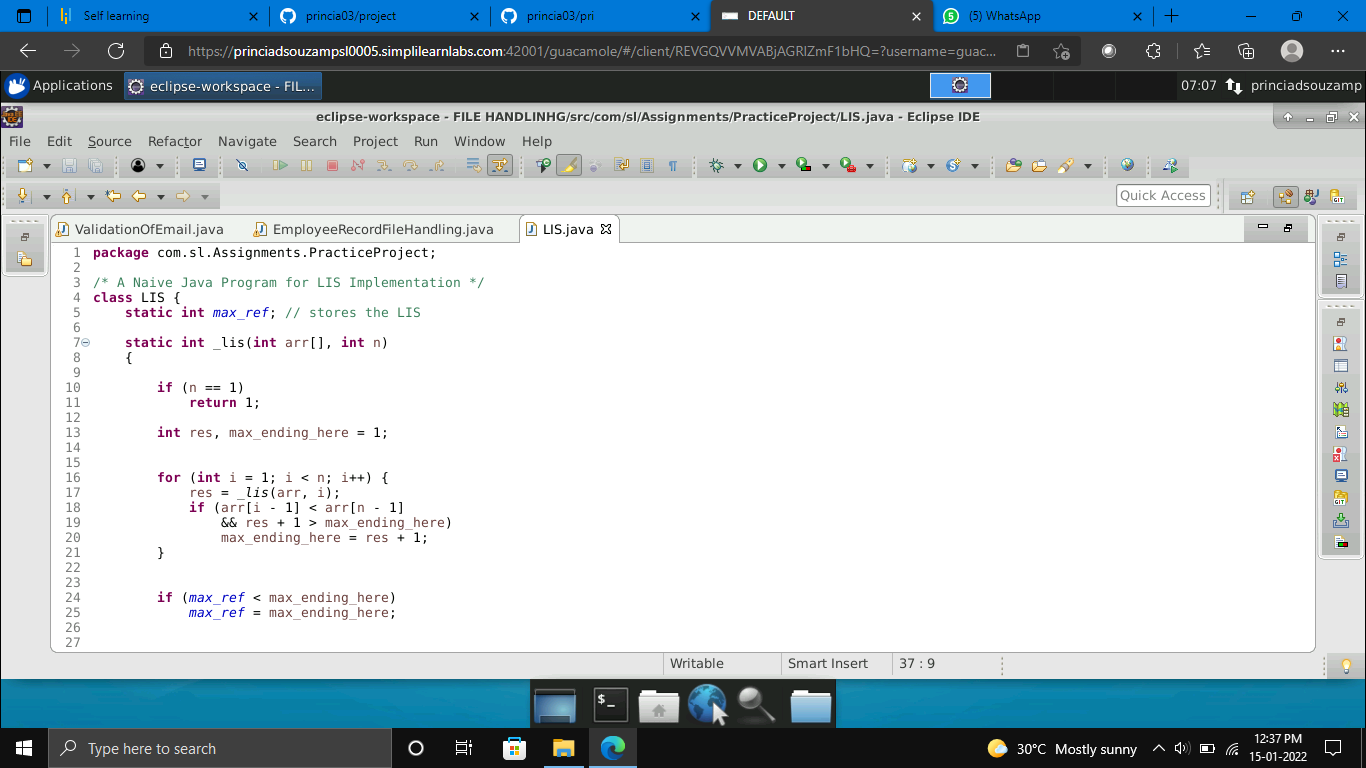 Self learning
princia03/project
princia03/pri
DEFAULT
(5) WhatsApp
https://princiadsouzampsl0005.simplilearnlabs.com:42001/guacamole/#/client/REVGQVVMVABjAGRlZmF1bHQ=?username=guac...
Applications
eclipse-workspace - FIL...
07:07
princiadsouzamp
eclipse-workspace - FILE HANDLINHG/src/com/sl/Assignments/PracticeProject/LIS.java - Eclipse IDE
File Edit Source Refactor Navigate Search Project Run Window Help
Quick Access
ValidationOfEmail.java
EmployeeRecordFileHandling.java
LIS.java
1 package com.sl.Assignments.PracticeProject;
2
3 /* A Naive Java Program for LIS Implementation */
4 class LIS {
5 static int max_ref; // stores the LIS
6
7 static int _lis(int arr[], int n)
8 {
9
10 if (n == 1)
11 return 1;
12
13 int res, max_ending_here = 1;
14
15
16 for (int i = 1; i < n; i++) {
17 res = _lis(arr, i);
18 if (arr[i - 1] < arr[n - 1]
19 && res + 1 > max_ending_here)
20 max_ending_here = res + 1;
21 }
22
23
24 if (max_ref < max_ending_here)
25 max_ref = max_ending_here;
26
27
Writable
Smart Insert
37 : 9
Type here to search
30°C Mostly sunny
12:37 PM
15-01-2022